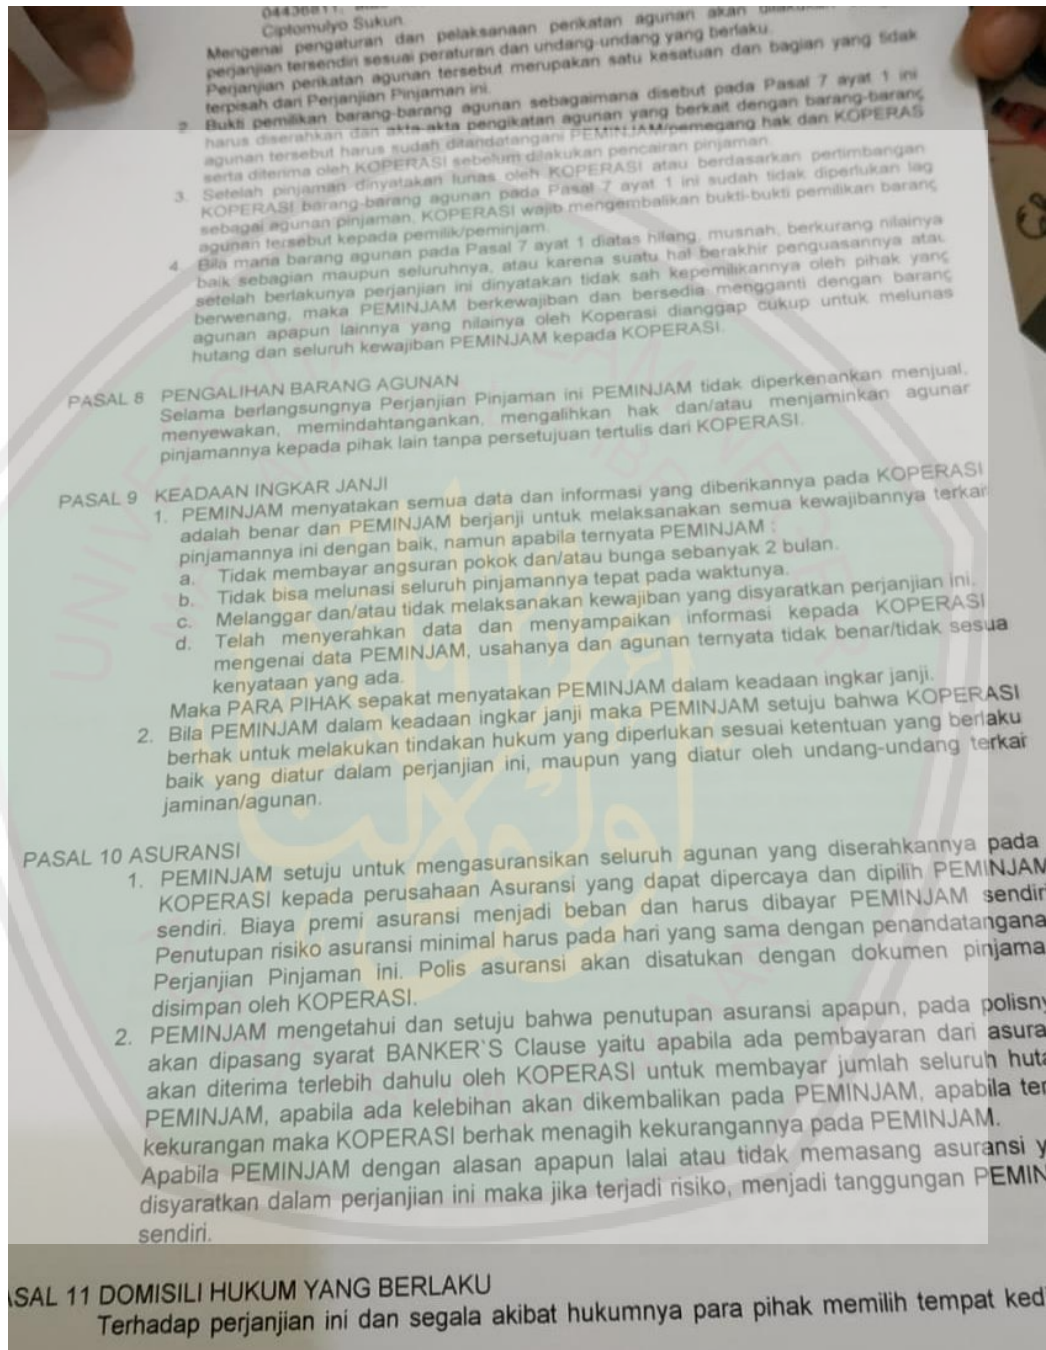 04436811,
Ciptomulyo Sukun.
Mengenai pengaturan dan pelaksanaan perikatan agunan akan
perjanjian tersendiri sesuai peraturan dan undang-undang yang berlaku.
Perjanjian perikatan agunan tersebut merupakan satu kesatuan dan bagian yang tidak
terpisah dari Perjanjian Pinjaman ini.
2. Bukti pemilikan barang-barang agunan sebagaimana disebut pada Pasal 7 ayat 1 ini
harus diserahkan dan akta-akta pengikatan agunan yang berkait dengan barang-barang
agunan tersebut harus sudah ditandatangani PEMINJAM/pemegang hak dan KOPERAS
serta diterima oleh KOPERASI sebelum dilakukan pencairan pinjaman.
3. Setelah pinjaman dinyatakan lunas oleh KOPERASI atau berdasarkan pertimbangan
KOPERASI barang-barang agunan pada Pasal 7 ayat 1 ini sudah tidak diperlukan lag
sebagai agunan pinjaman, KOPERASI wajib mengembalikan bukti-bukti pemilikan barang
agunan tersebut kepada pemilik/peminjam.
4. Bila mana barang agunan pada Pasal 7 ayat 1 diatas hilang, musnah, berkurang nilainya
baik sebagian maupun seluruhnya, atau karena suatu hal berakhir penguasannya atau
setelah berlakunya perjanjian ini dinyatakan tidak sah kepemilikannya oleh pihak yang
berwenang, maka PEMINJAM berkewajiban dan bersedia mengganti dengan barang
agunan apapun lainnya yang nilainya oleh Koperasi dianggap cukup untuk melunas
hutang dan seluruh kewajiban PEMINJAM kepada KOPERASI.
PASAL 8 PENGALIHAN BARANG AGUNAN
Selama berlangsungnya Perjanjian Pinjaman ini PEMINJAM tidak diperkenankan menjual,
menyewakan, memindahtangankan, mengalihkan hak dan/atau menjaminkan agunar
pinjamannya kepada pihak lain tanpa persetujuan tertulis dari KOPERASI.
PASAL 9 KEADAAN INGKAR JANJI
1. PEMINJAM menyatakan semua data dan informasi yang diberikannya pada KOPERASI
adalah benar dan PEMINJAM berjanji untuk melaksanakan semua kewajibannya terkai
pinjamannya ini dengan baik, namun apabila ternyata PEMINJAM :
a. Tidak membayar angsuran pokok dan/atau bunga sebanyak 2 bulan.
b. Tidak bisa melunasi seluruh pinjamannya tepat pada waktunya.
c. Melanggar dan/atau tidak melaksanakan kewajiban yang disyaratkan perjanjian ini.
d. Telah menyerahkan data dan menyampaikan informasi kepada KOPERASI
mengenai data PEMINJAM, usahanya dan agunan ternyata tidak benar/tidak sesua
kenyataan yang ada.
Maka PARA PIHAK sepakat menyatakan PEMINJAM dalam keadaan ingkar janji.
2. Bila PEMINJAM dalam keadaan ingkar janji maka PEMINJAM setuju bahwa KOPERASI
berhak untuk melakukan tindakan hukum yang diperlukan sesuai ketentuan yang berlaku
baik yang diatur dalam perjanjian ini, maupun yang diatur oleh undang-undang terkai
jaminan/agunan.
PASAL 10 ASURANSI
1. PEMINJAM setuju untuk mengasuransikan seluruh agunan yang diserahkannya pada
KOPERASI kepada perusahaan Asuransi yang dapat dipercaya dan dipilih PEMINJAM
sendiri. Biaya premi asuransi menjadi beban dan harus dibayar PEMINJAM sendiri
Penutupan risiko asuransi minimal harus pada hari yang sama dengan penandatangana
Perjanjian Pinjaman ini. Polis asuransi akan disatukan dengan dokumen pinjama
disimpan oleh KOPERASI.
2. PEMINJAM mengetahui dan setuju bahwa penutupan asuransi apapun, pada polisny
akan dipasang syarat BANKER`S Clause yaitu apabila ada pembayaran dari asura
akan diterima terlebih dahulu oleh KOPERASI untuk membayar jumlah seluruh huta
PEMINJAM, apabila ada kelebihan akan dikembalikan pada PEMINJAM, apabila ter
kekurangan maka KOPERASI berhak menagih kekurangannya pada PEMINJAM.
Apabila PEMINJAM dengan alasan apapun lalai atau tidak memasang asuransi y
disyaratkan dalam perjanjian ini maka jika terjadi risiko, menjadi tanggungan PEMIN
sendiri.
ASAL 11 DOMISILI HUKUM YANG BERLAKU
Terhadap perjanjian ini dan segala akibat hukumnya para pihak memilih tempat ked